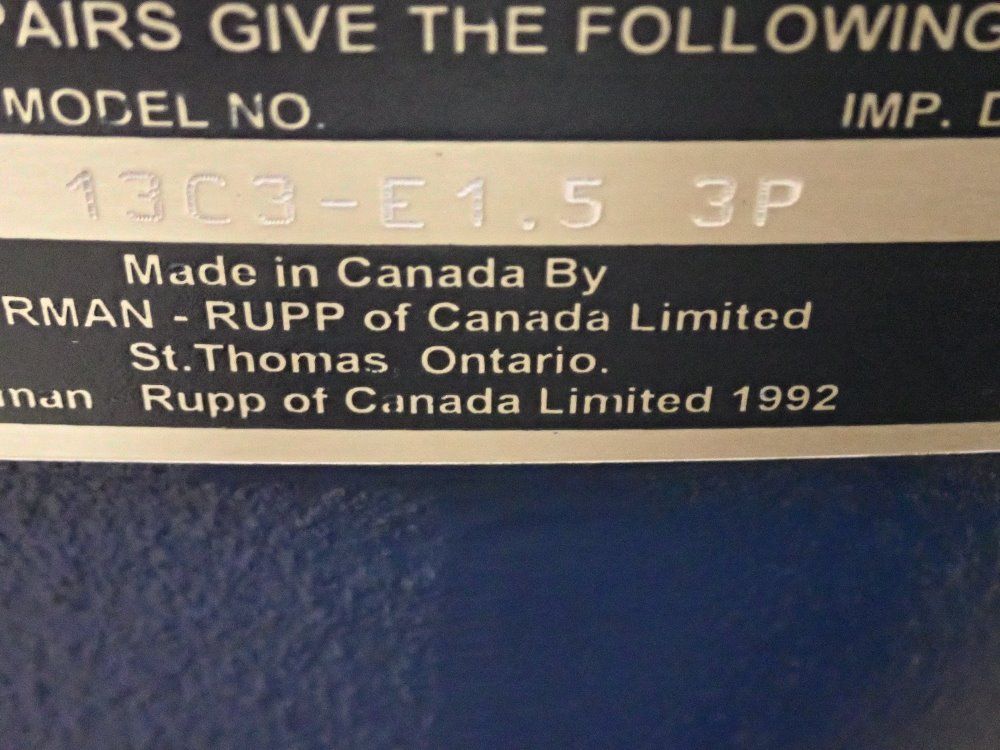 PAIRS GIVE THE FOLLOWING
MODEL NO. IMP. D
13C3-E1.5 3P
Made in Canada By
RMAN - RUPP of Canada Limited
St.Thomas Ontario.
man Rupp of Canada Limited 1992